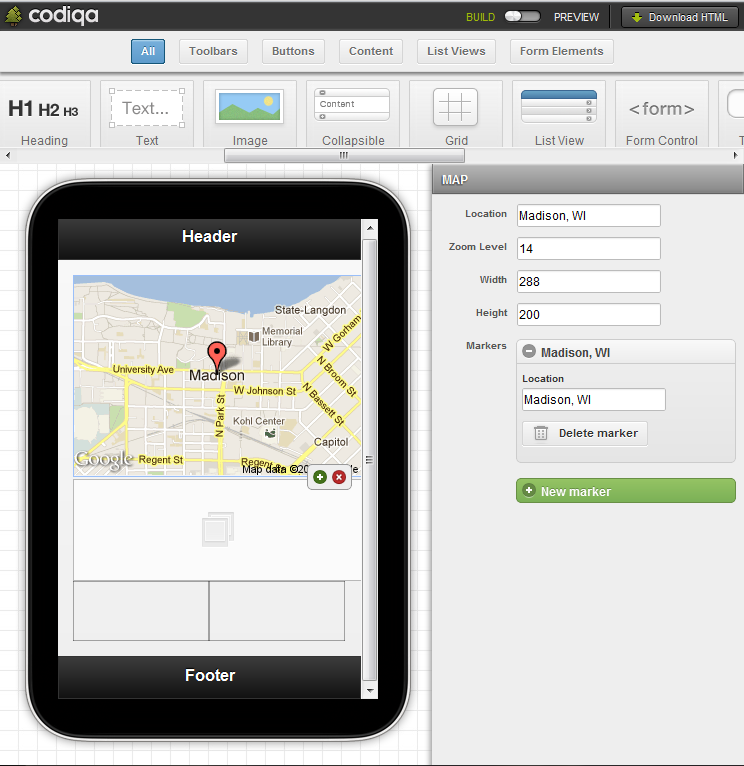 codiqa
BUILD PREVIEW Download HTML
All Toolbars Buttons Content List Views Form Elements
H1 H2 H3
Text...
Content
<form>
Heading Text Image Collapsible Grid List View Form Control T
MAP
Location Madison, WI
Zoom Level 14
Width 288
Height 200
Markers Madison, WI
Location
Madison, WI
Delete marker
New marker
Header
State-Langdon
Memorial
Library
W Gorham
University Ave
Madison
N Broom St
W Johnson St
N Bassett St
N Park St
Kohl Center
Capitol
Google
Regent St
Regent
Map data ©20
Footer